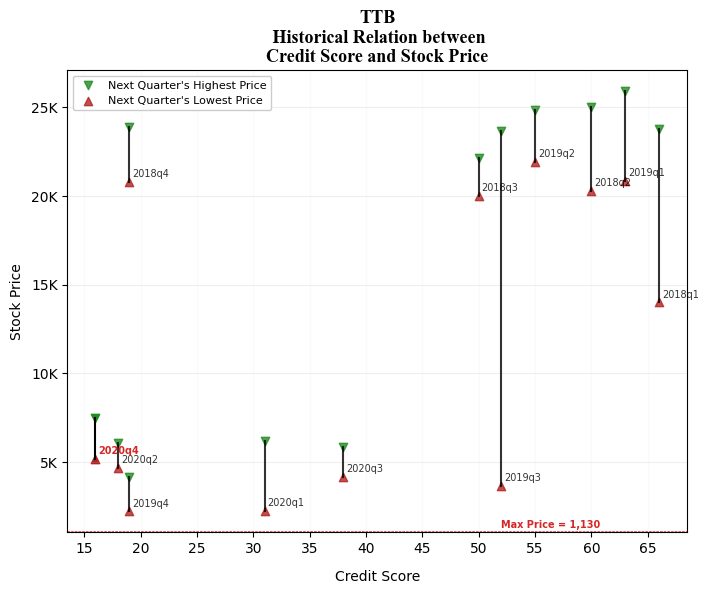 TTB
Historical Relation between
Credit Score and Stock Price
Next Quarter's Highest Price
Next Quarter's Lowest Price
25K
20K
15K
10K
5K
Stock Price
2018q4
2018q3
2019q2
2018q2
2019q1
2018q1
2020q4
2020q2
2019q4
2020q1
2020q3
2019q3
Max Price = 1,130
15 20 25 30 35 40 45 50 55 60 65
Credit Score